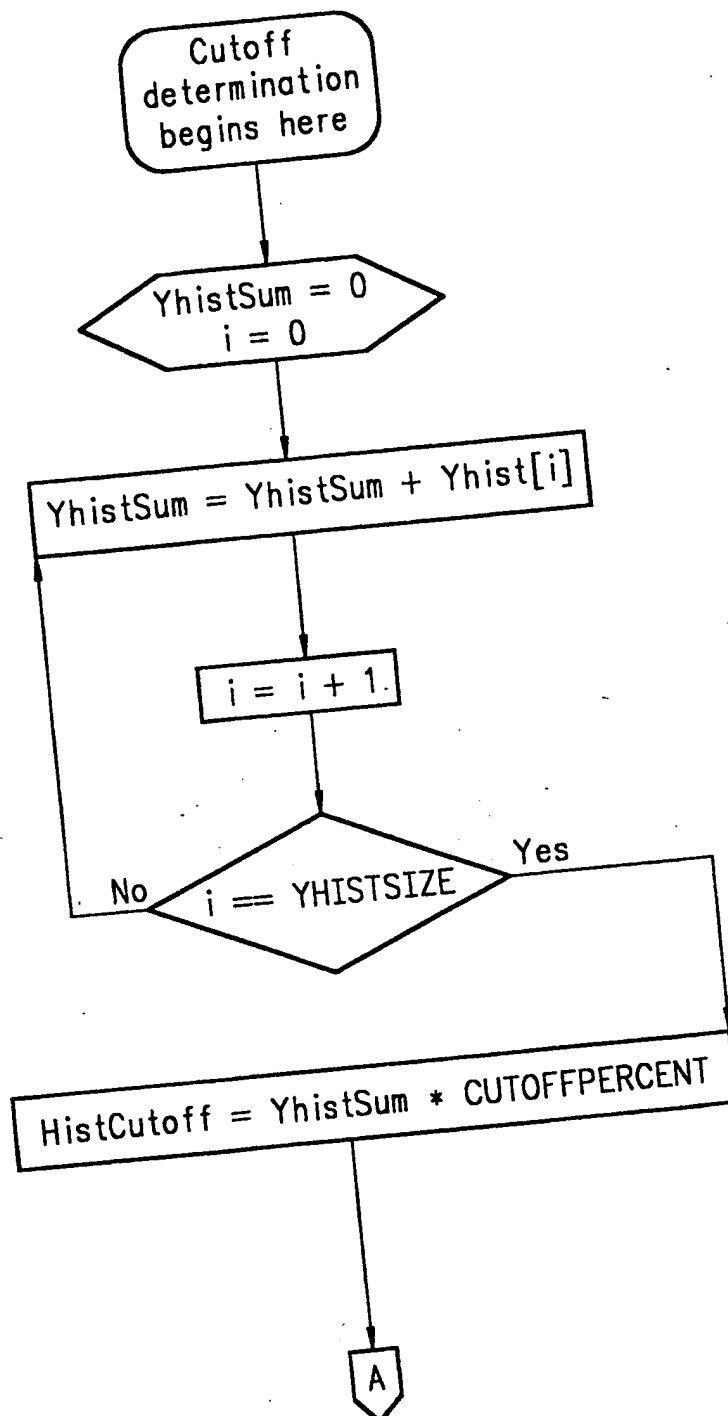 Cutoff
determination
begins here
YhistSum = 0
i = 0
YhistSum = YhistSum + Yhist[i]
i = i + 1
i == YHISTSIZE
No
Yes
HistCutoff = YhistSum * CUTOFFPERCENT
A